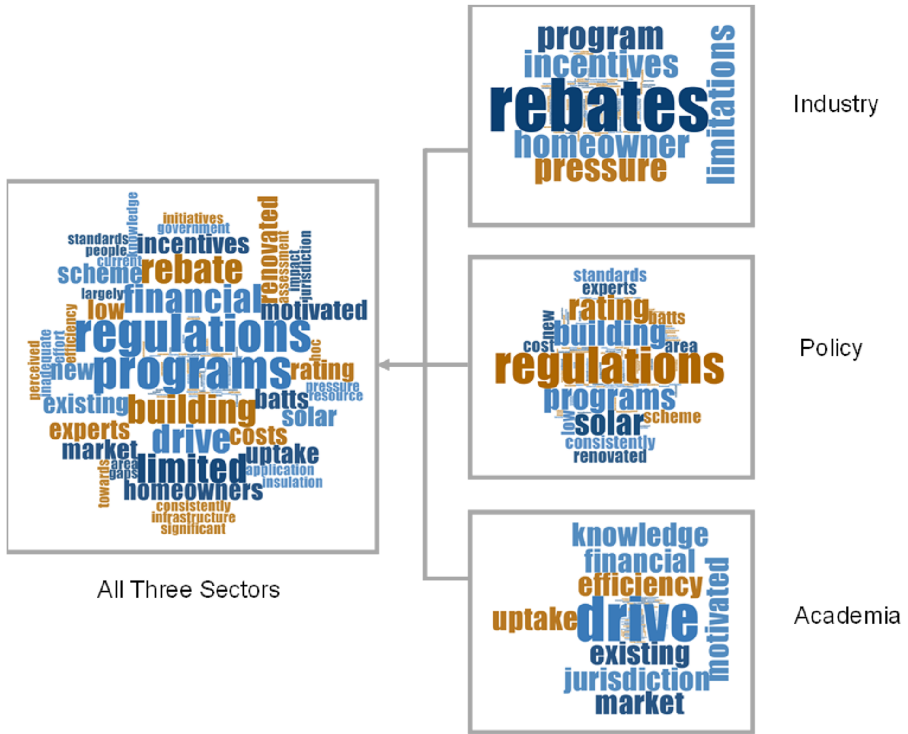 program
incentives
rebates
homeowner
pressure
limitations
Industry
knowledge
initiatives
government
renovated
standards
people
incentives
assessment
impact
jurisdiction
current
scheme
rebate
largely
financial
low
motivated
efficiency
regulations
perceived
inadequate
effort
new
programs
hoc
rating
pressure
resource
existing
building
batts
solar
experts
drive
costs
market
uptake
area
gaps
limited
application
insulation
towards
homeowners
consistently
infrastructure
significant
All Three Sectors
standards
experts
rating
batts
new
building
cost
area
regulations
programs
low
solar
scheme
consistently
renovated
Policy
knowledge
financial
efficiency
motivated
uptake
drive
existing
jurisdiction
market
Academia